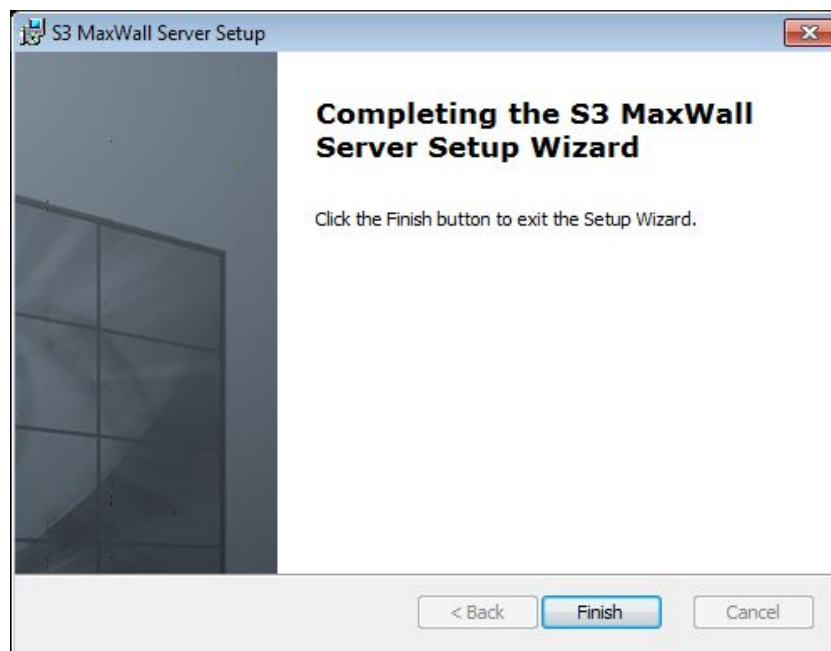 S3 MaxWall Server Setup
Completing the S3 MaxWall
Server Setup Wizard
Click the Finish button to exit the Setup Wizard.
< Back Finish Cancel